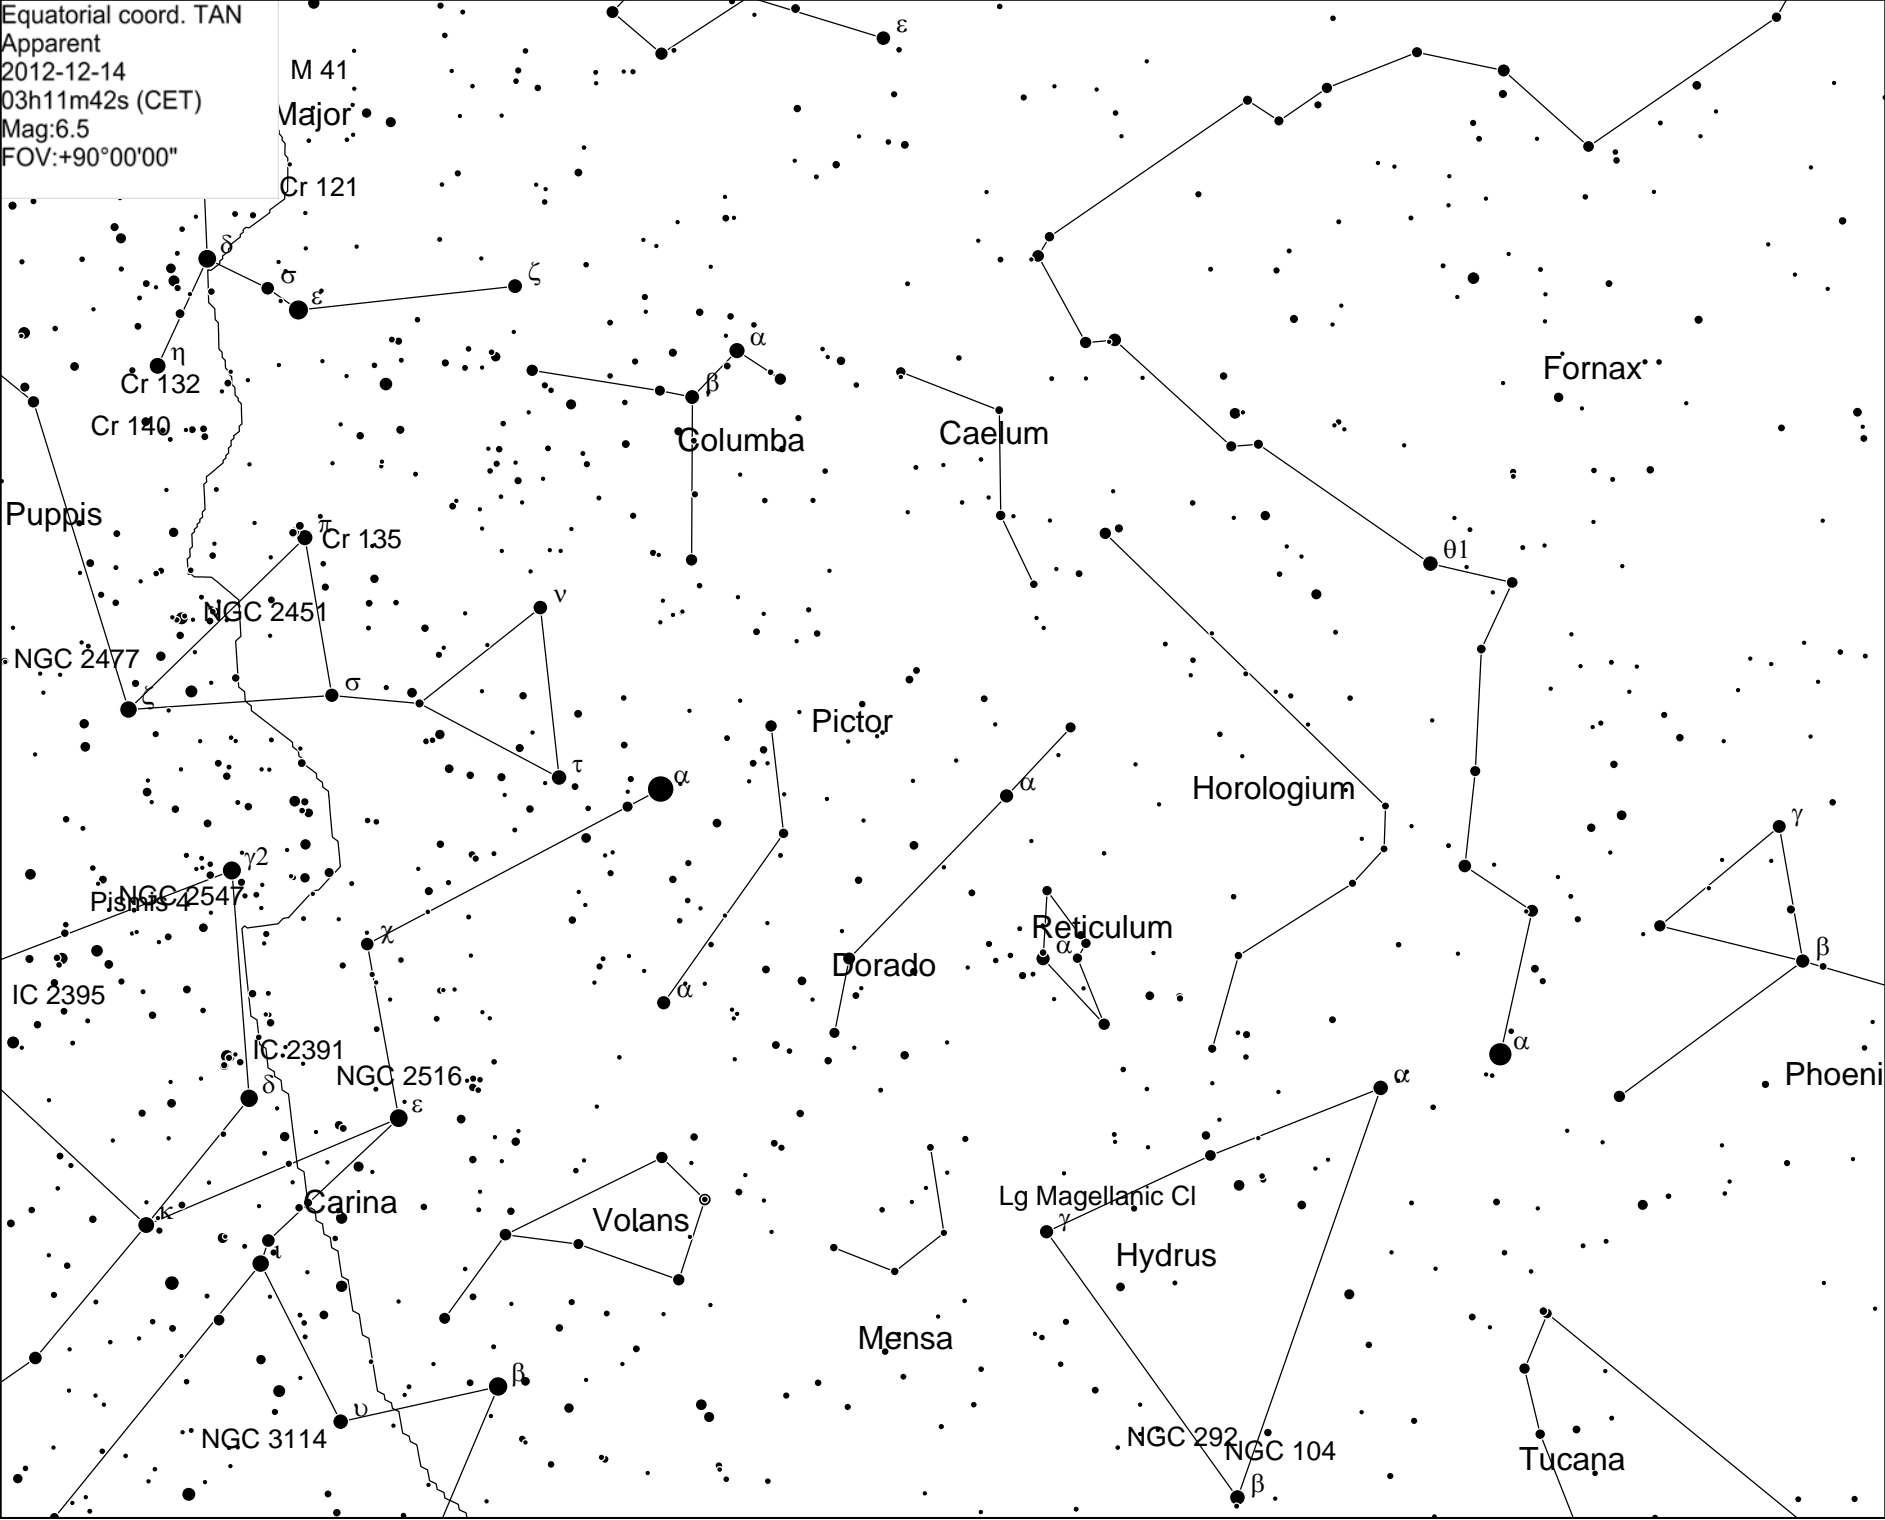 Equatorial coord. TAN
Apparent
2012-12-14
03h11m42s (CET)
Mag:6.5
FOV:+90°00'00"
ε
M 41
Major
Cr 121
δ
σ
ε
ζ
η
α
β
Cr 132
Cr 140
Columba
Caelum
Fornax
Puppis
π
Cr 135
θ1
ν
NGC 2451
NGC 2477
ζ
σ
Pictor
τ
α
α
Horologium
γ
γ2
NGC 2547
Pismis 4
χ
Reticulum
α
β
Dorado
α
IC 2395
IC 2391
α
NGC 2516
δ
ε
α
Phoeni
Carina
κ
Volans
Lg Magellanic Cl
γ
Hydrus
ι
Mensa
β
υ
NGC 3114
NGC 292
NGC 104
Tucana
β